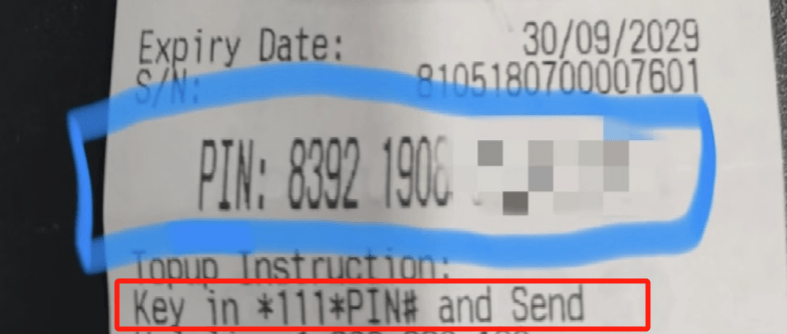 Expiry Date: 30/09/2029
S/N: 8105180700007601
PIN: 8392 1908
Topup Instruction:
Key in *111*PIN# and Send